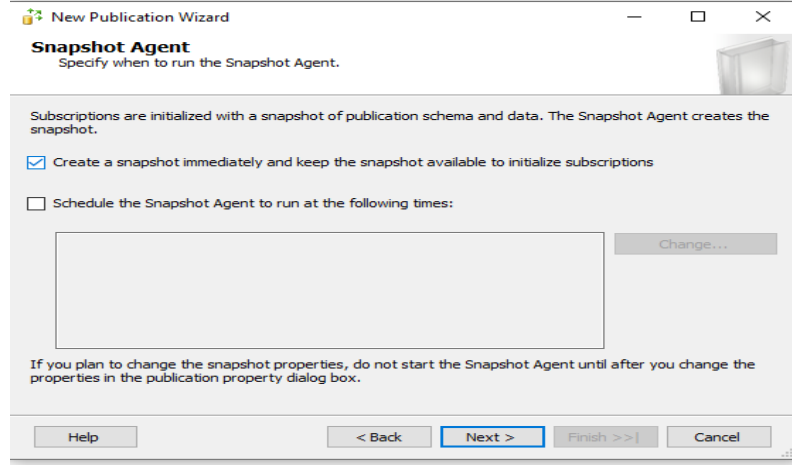 New Publication Wizard
Snapshot Agent
Specify when to run the Snapshot Agent.
Subscriptions are initialized with a snapshot of publication schema and data. The Snapshot Agent creates the
snapshot.
Create a snapshot immediately and keep the snapshot available to initialize subscriptions
Schedule the Snapshot Agent to run at the following times:
Change...
If you plan to change the snapshot properties, do not start the Snapshot Agent until after you change the
properties in the publication property dialog box.
Help
< Back
Next >
Finish >>|
Cancel